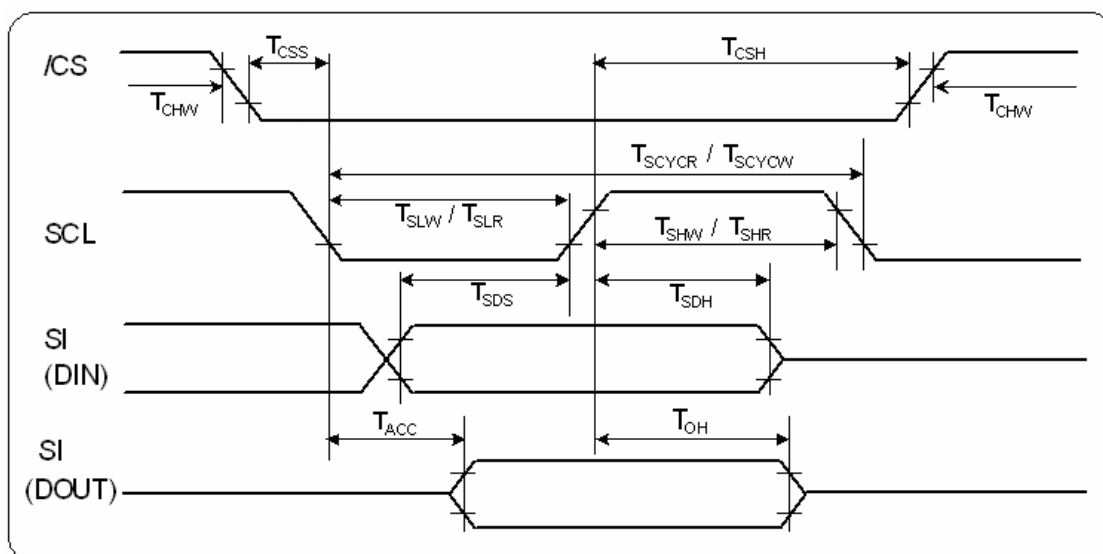 /CS
TCSS
TCSH
TCHW
TCHW
TSCYCR / TSCYCW
SCL
TSLW / TSLR
TSHW / TSHR
TSDS
TSDH
SI
(DIN)
TACC
TOH
SI
(DOUT)